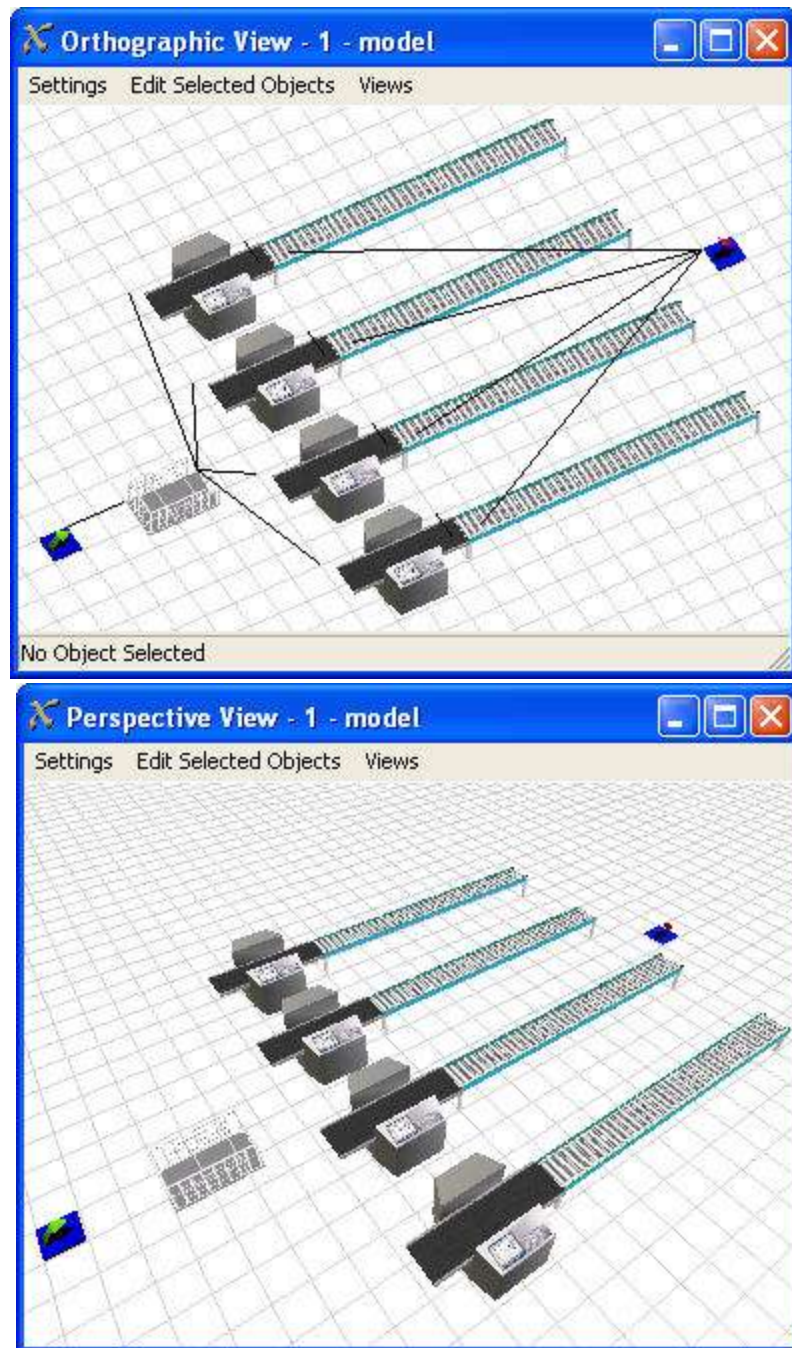 Orthographic View - 1 - model
Settings Edit Selected Objects Views
No Object Selected
Perspective View - 1 - model
Settings Edit Selected Objects Views